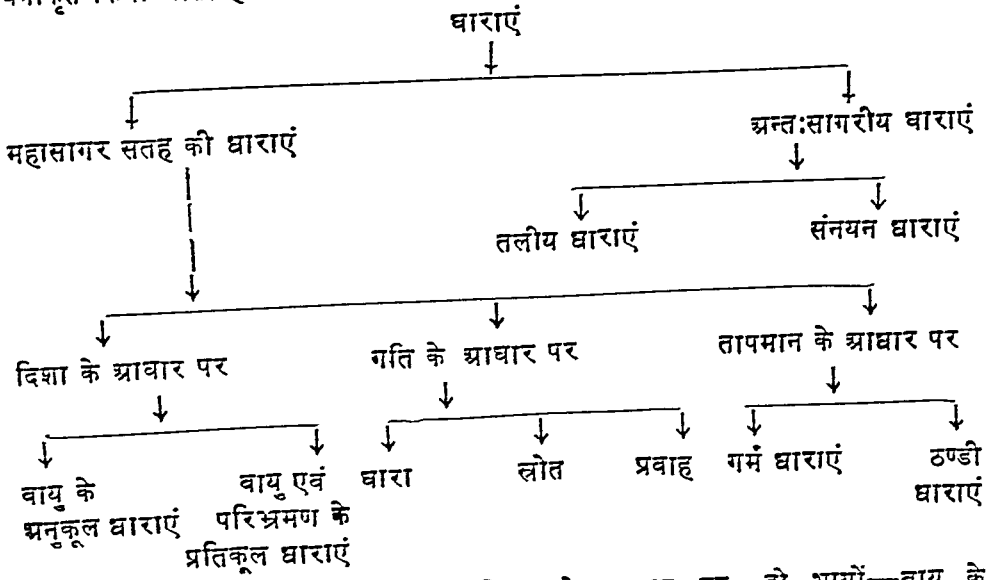 धाराएं
महासागर सतह की धाराएं
अन्त:सागरीय धाराएं
तलीय धाराएं
संनयन धाराएं
दिशा के आधार पर
गति के आधार पर
तापमान के आधार पर
वायु के
अनुकूल धाराएं
वायु एवं
परिभ्रमण के
प्रतिकूल धाराएं
धारा
स्रोत
प्रवाह
गर्म धाराएं
ठण्डी
धाराएं